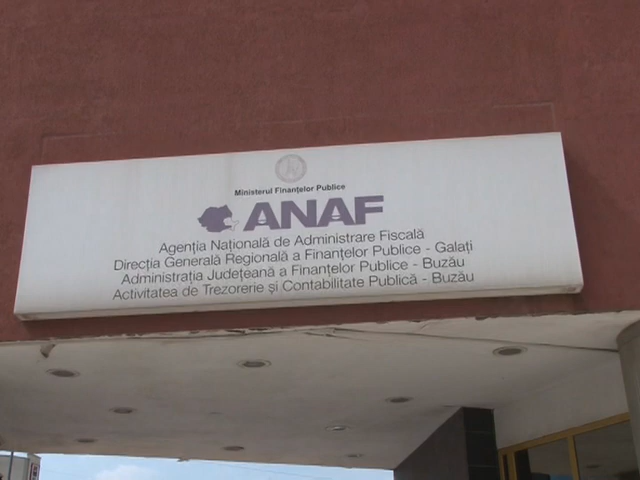 Ministerul Finanțelor Publice
ANAF
Agenția Națională de Administrare Fiscală
Direcția Generală Regională a Finanțelor Publice - Galați
Administrația Județeană a Finanțelor Publice - Buzău
Activitatea de Trezorerie și Contabilitate Publică - Buzău